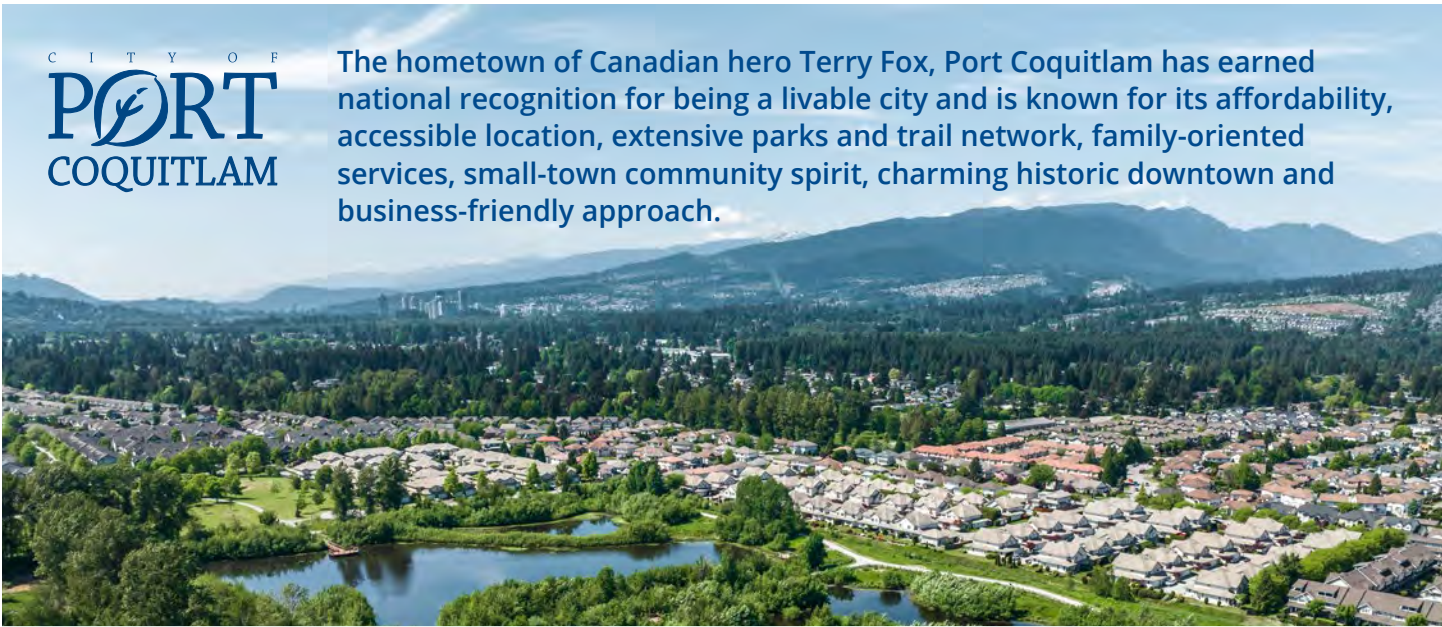 CITY OF
PORT
COQUITLAM
The hometown of Canadian hero Terry Fox, Port Coquitlam has earned
national recognition for being a livable city and is known for its affordability,
accessible location, extensive parks and trail network, family-oriented
services, small-town community spirit, charming historic downtown and
business-friendly approach.